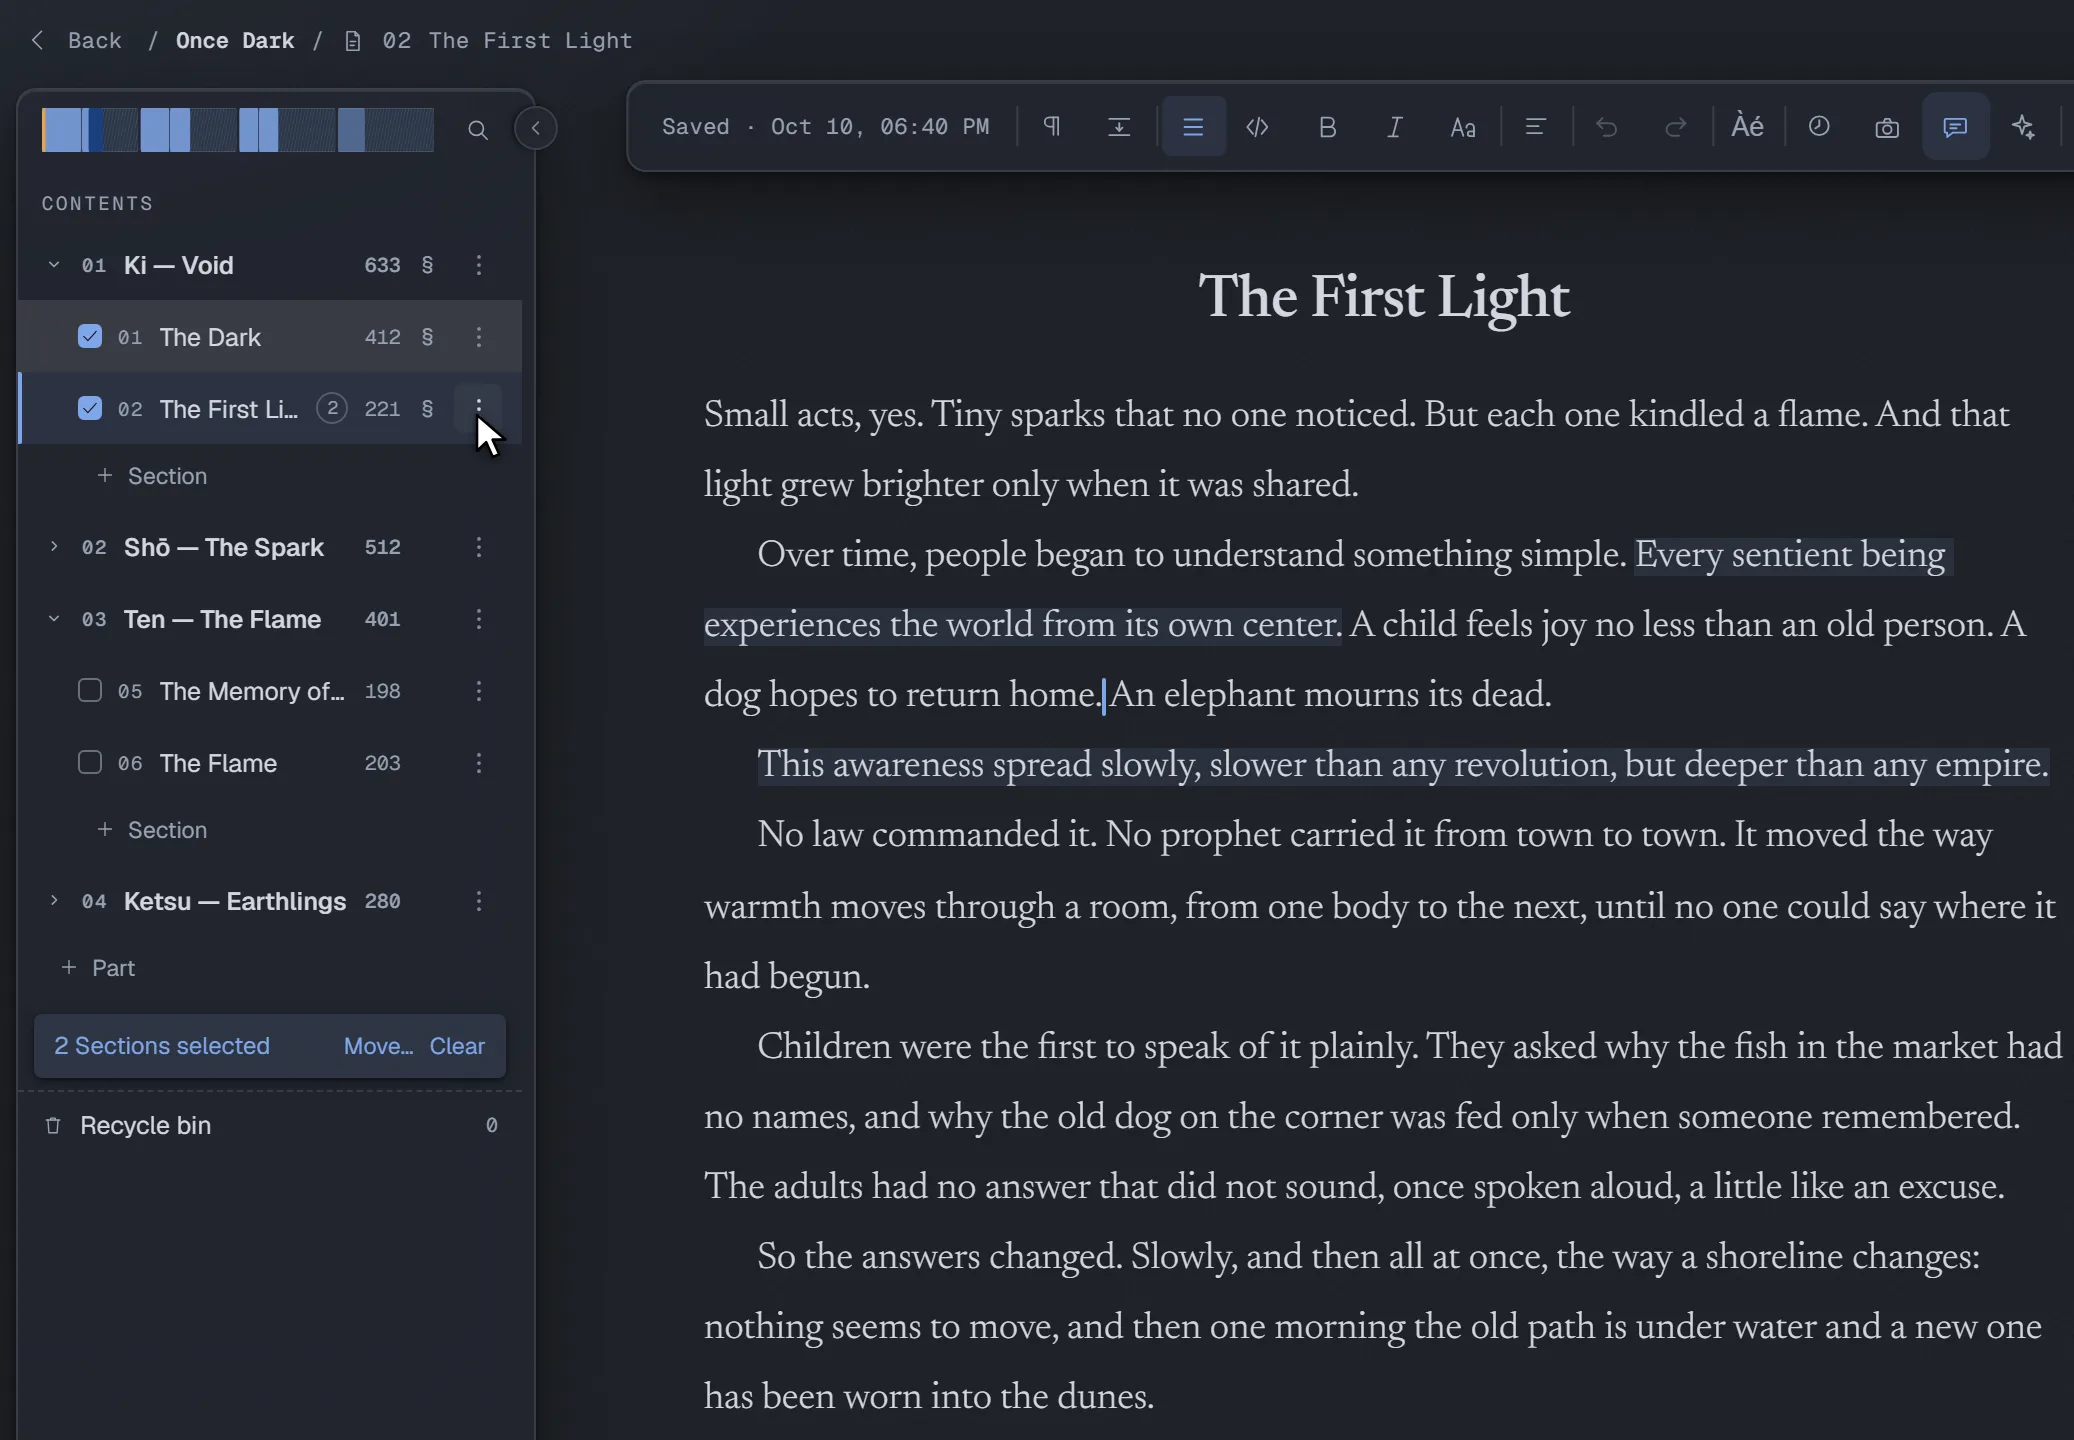 Back / Once Dark / 02 The First Light
Saved · Oct 10, 06:40 PM
Aa
Àé
CONTENTS
01 Ki — Void 633 §
01 The Dark 412 §
02 The First Li... 2 221 §
+ Section
02 Shō — The Spark 512
03 Ten — The Flame 401
05 The Memory of... 198
06 The Flame 203
+ Section
04 Ketsu — Earthlings 280
+ Part
2 Sections selected Move... Clear
Recycle bin 0
The First Light
Small acts, yes. Tiny sparks that no one noticed. But each one kindled a flame. And that
light grew brighter only when it was shared.
Over time, people began to understand something simple. Every sentient being
experiences the world from its own center. A child feels joy no less than an old person. A
dog hopes to return home. An elephant mourns its dead.
This awareness spread slowly, slower than any revolution, but deeper than any empire.
No law commanded it. No prophet carried it from town to town. It moved the way
warmth moves through a room, from one body to the next, until no one could say where it
had begun.
Children were the first to speak of it plainly. They asked why the fish in the market had
no names, and why the old dog on the corner was fed only when someone remembered.
The adults had no answer that did not sound, once spoken aloud, a little like an excuse.
So the answers changed. Slowly, and then all at once, the way a shoreline changes:
nothing seems to move, and then one morning the old path is under water and a new one
has been worn into the dunes.